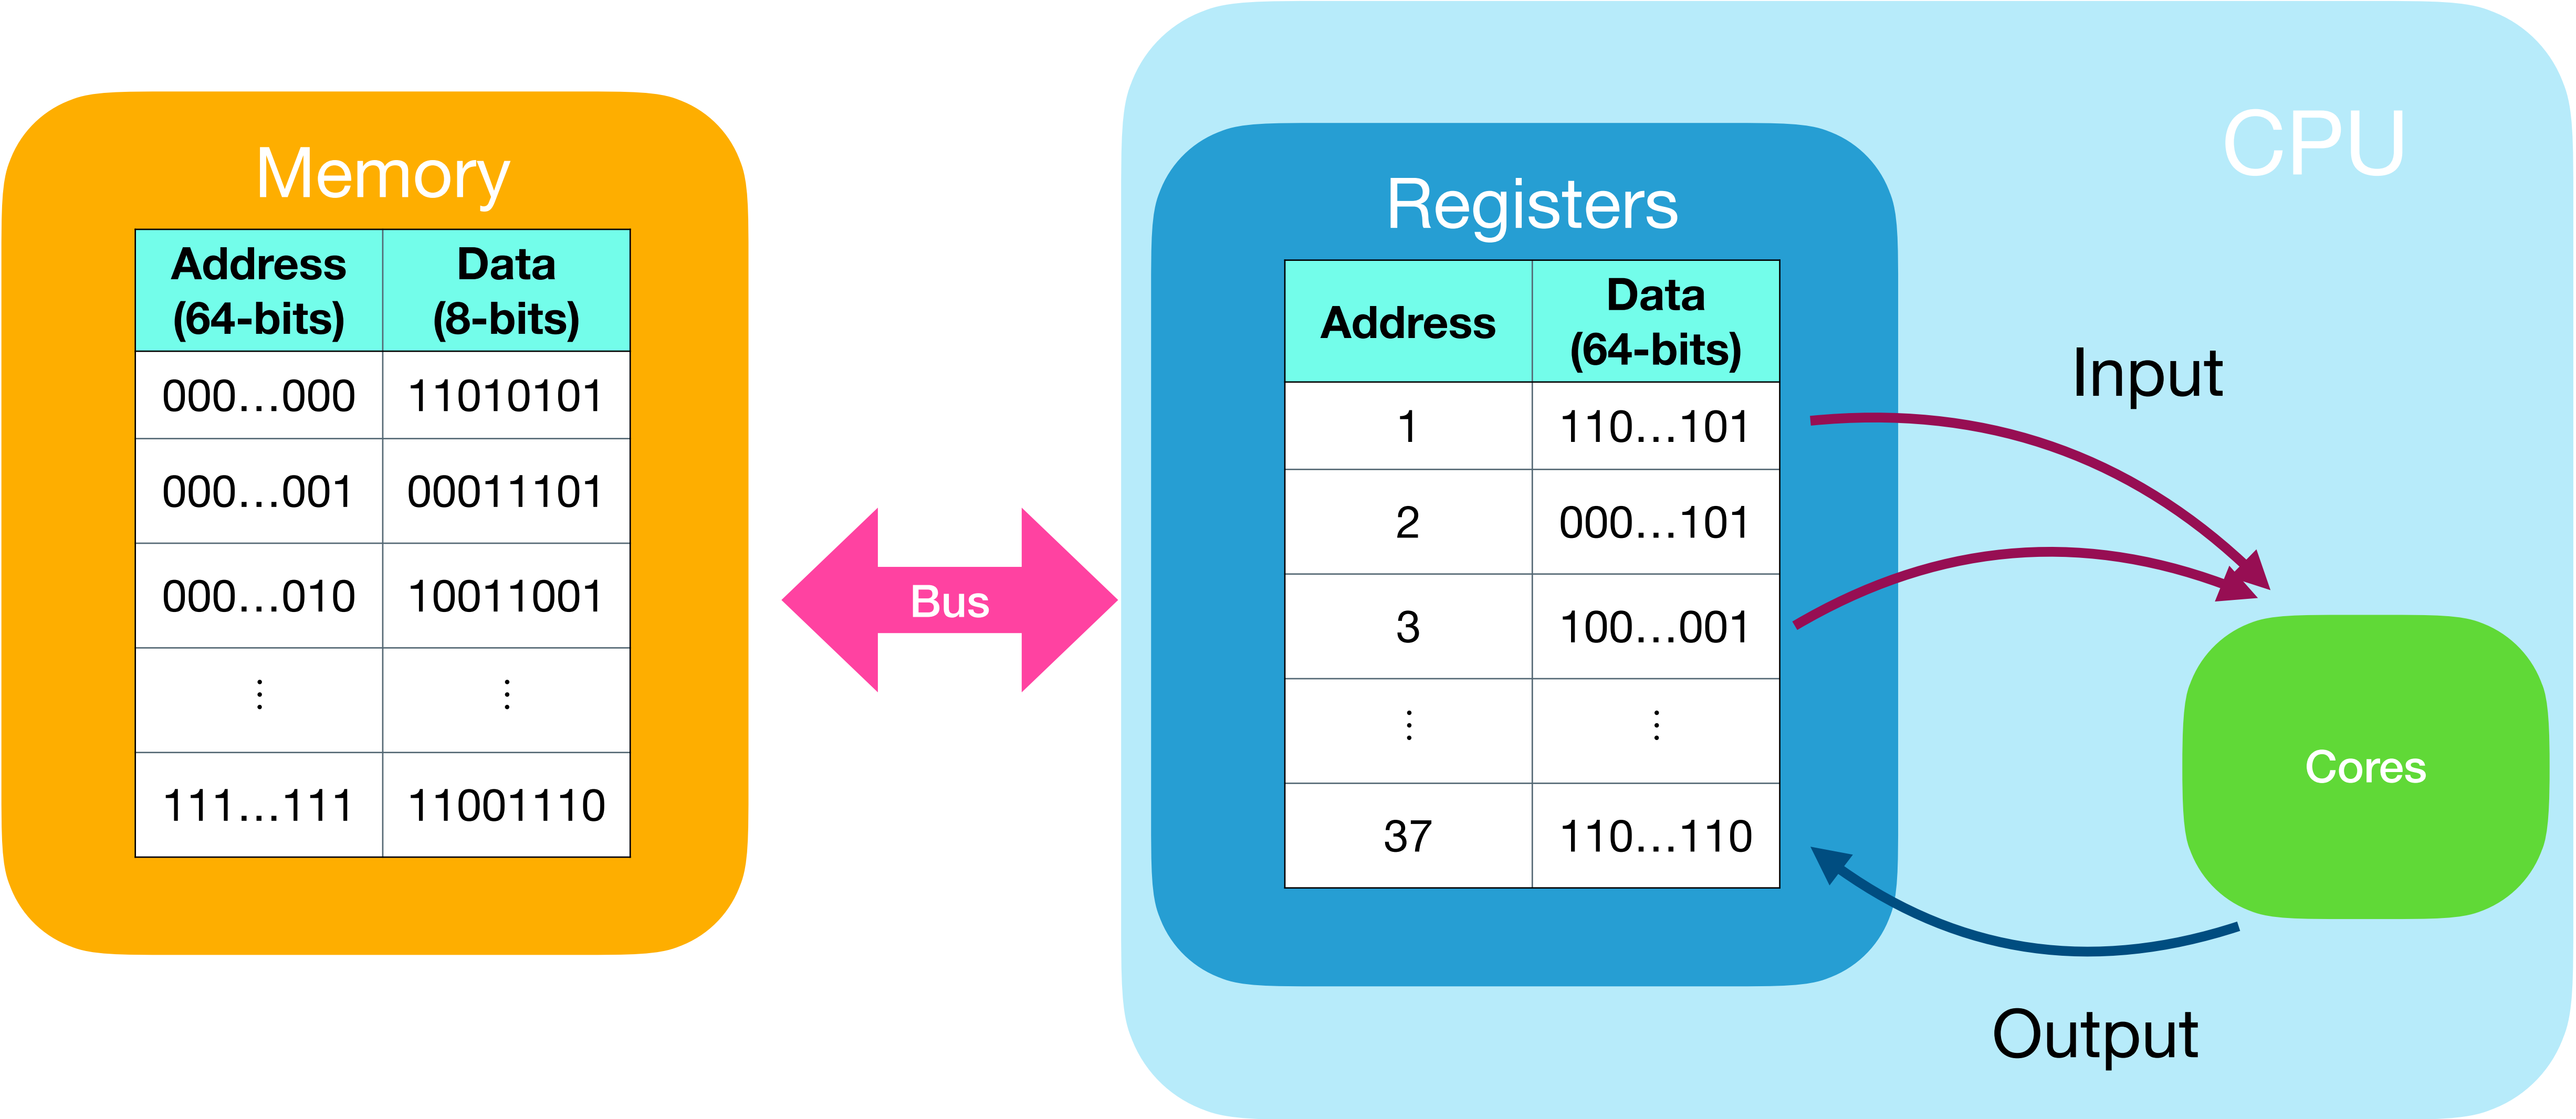 CPU
Memory
Address (64-bits) Data (8-bits)
000...000 11010101
000...001 00011101
000...010 10011001
⋮ ⋮
111...111 11001110
Bus
Registers
Address Data (64-bits)
1 110...101
2 000...101
3 100...001
⋮ ⋮
37 110...110
Input
Cores
Output